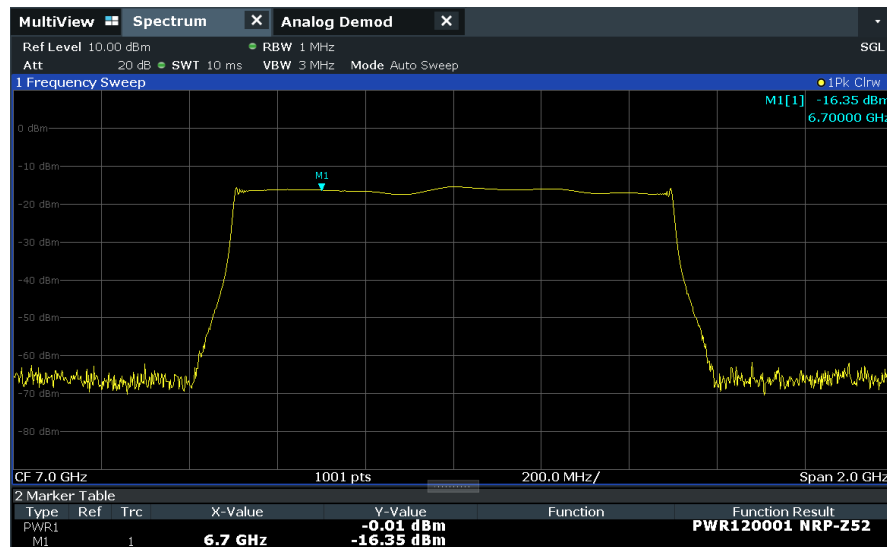 MultiView Spectrum X Analog Demod X
Ref Level 10.00 dBm RBW 1 MHz SGL
Att 20 dB SWT 10 ms VBW 3 MHz Mode Auto Sweep
1 Frequency Sweep 1Pk Clrw
M1[1] -16.35 dBm
6.70000 GHz
0 dBm
-10 dBm
M1
-20 dBm
-30 dBm
-40 dBm
-50 dBm
-60 dBm
-70 dBm
-80 dBm
CF 7.0 GHz 1001 pts 200.0 MHz/ Span 2.0 GHz
2 Marker Table
Type Ref Trc X-Value Y-Value Function Function Result
PWR1 -0.01 dBm PWR120001 NRP-Z52
M1 1 6.7 GHz -16.35 dBm